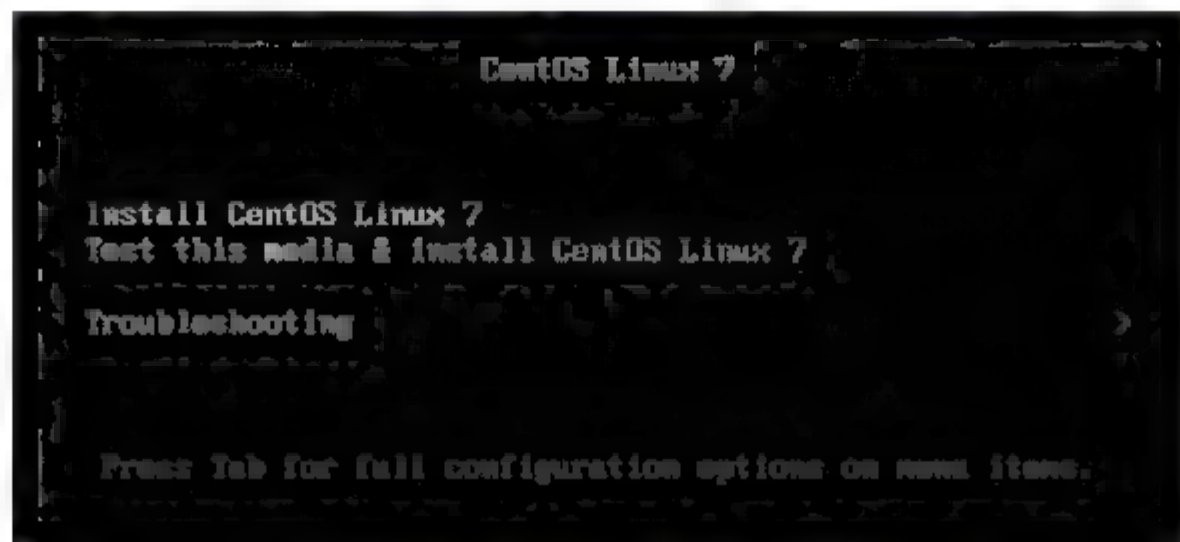 CentOS Linux 7
Install CentOS Linux 7
Test this media & install CentOS Linux 7
Troubleshooting >
Press Tab for full configuration options on menu items.